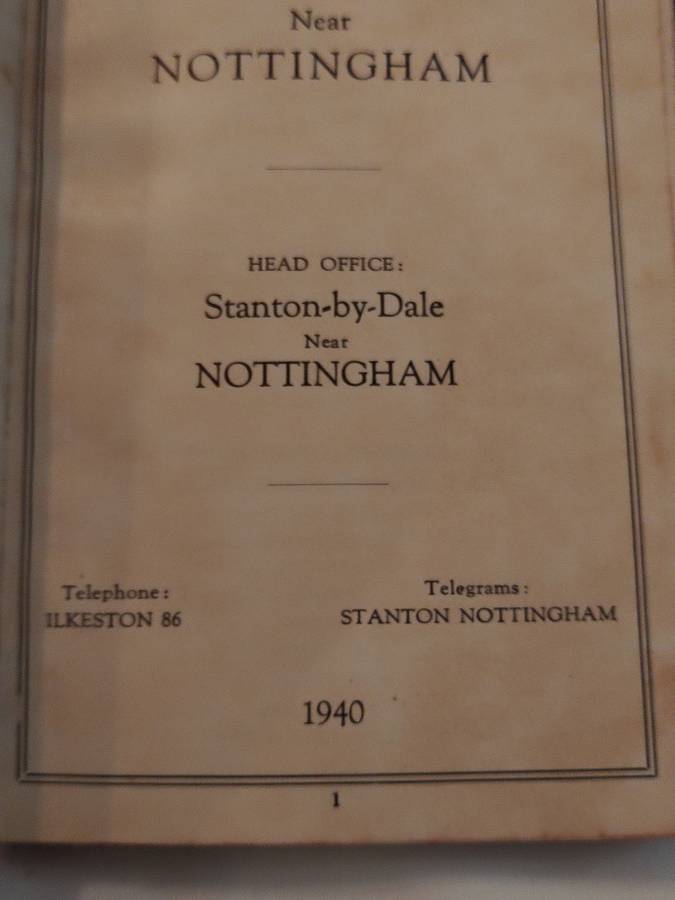 Near
NOTTINGHAM
HEAD OFFICE:
Stanton-by-Dale
Near
NOTTINGHAM
Telephone:
ILKESTON 86
Telegrams:
STANTON NOTTINGHAM
1940
1